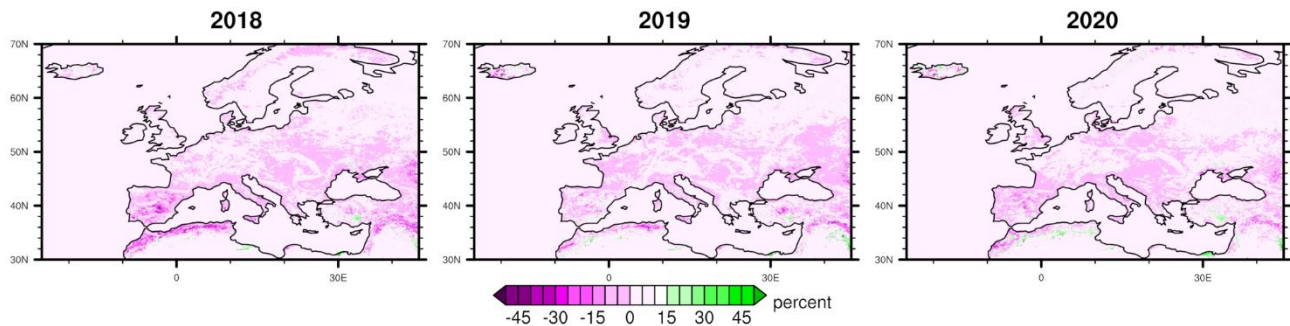 2018 2019 2020
70N 70N 70N
60N 60N 60N
50N 50N 50N
40N 40N 40N
30N 30N 30N
0 30E 0 30E 0 30E
-45 -30 -15 0 15 30 45 percent